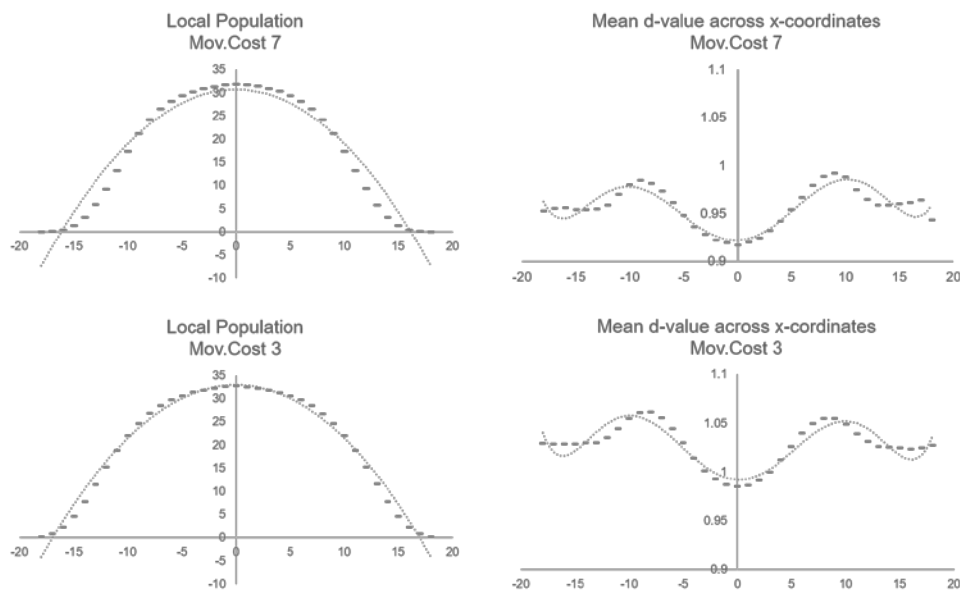 Local Population
Mov.Cost 7
35
30
25
20
15
10
5
0
-5
-10
-20 -15 -10 -5 0 5 10 15 20
Mean d-value across x-coordinates
Mov.Cost 7
1.1
1.05
1
0.95
0.9
-20 -15 -10 -5 0 5 10 15 20
Local Population
Mov.Cost 3
35
30
25
20
15
10
5
0
-5
-10
-20 -15 -10 -5 0 5 10 15 20
Mean d-value across x-cordinates
Mov.Cost 3
1.1
1.05
1
0.95
0.9
-20 -15 -10 -5 0 5 10 15 20